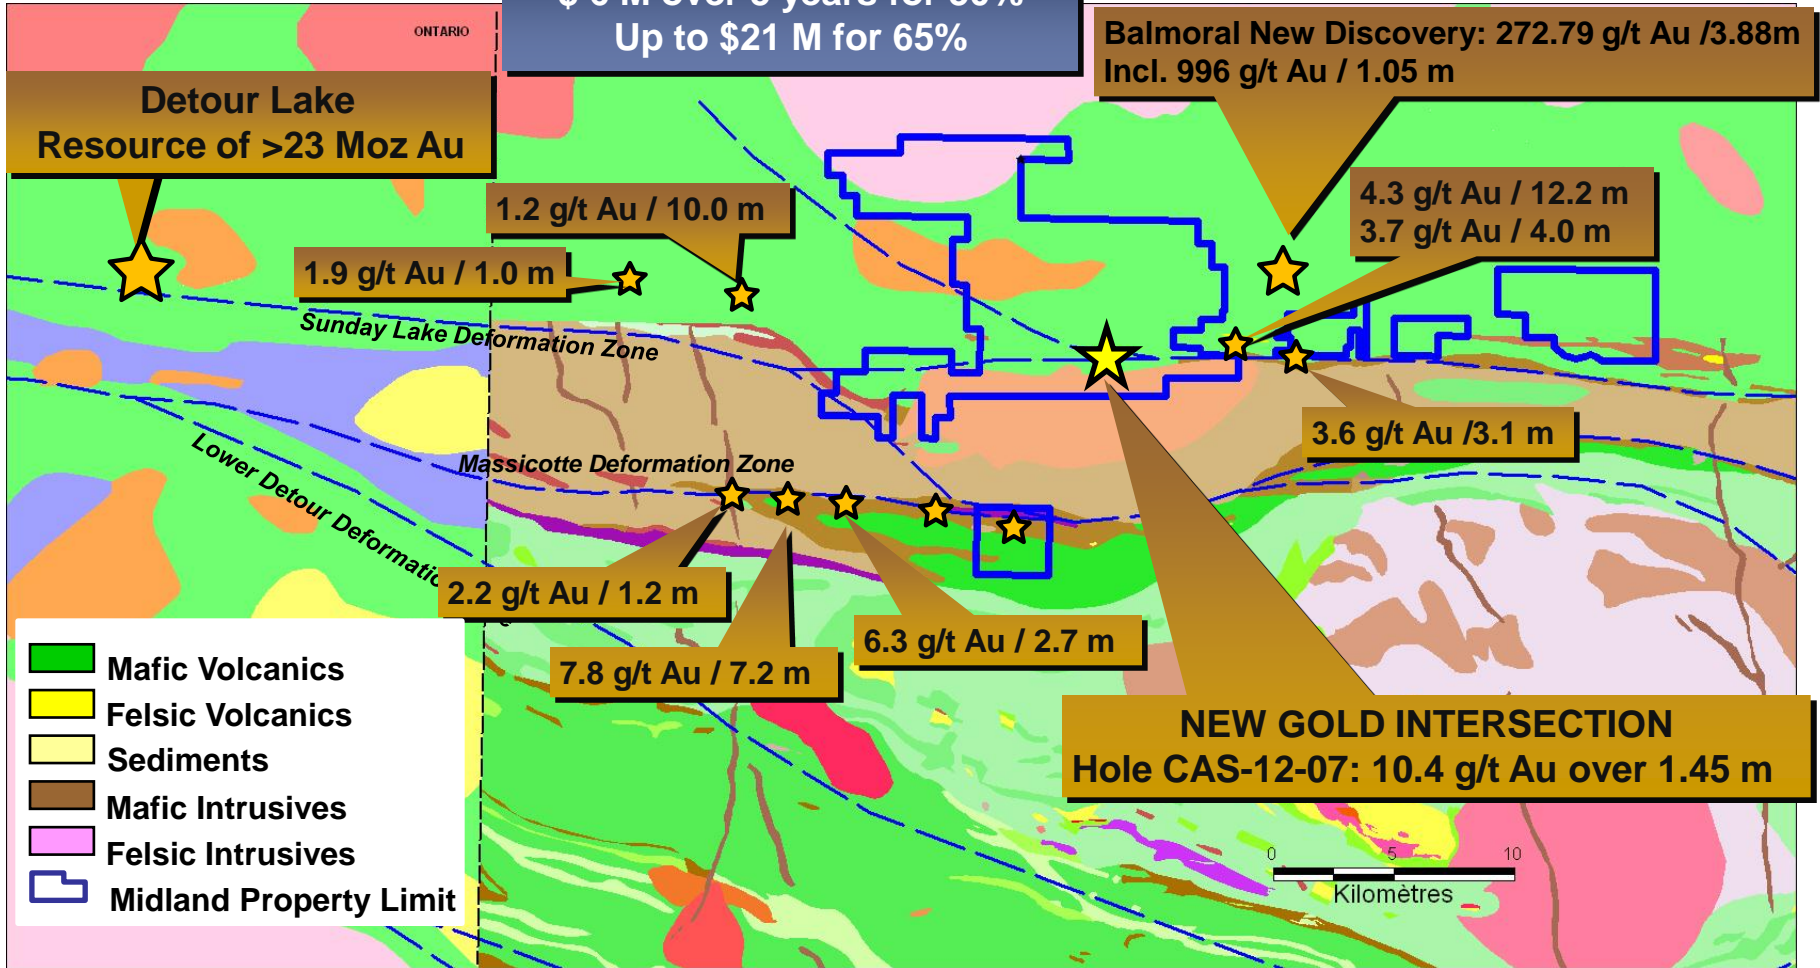 Up to $21 M for 65%
ONTARIO
Balmoral New Discovery: 272.79 g/t Au /3.88m
Incl. 996 g/t Au / 1.05 m
Detour Lake
Resource of >23 Moz Au
1.2 g/t Au / 10.0 m
4.3 g/t Au / 12.2 m
3.7 g/t Au / 4.0 m
1.9 g/t Au / 1.0 m
Sunday Lake Deformation Zone
3.6 g/t Au /3.1 m
Massicotte Deformation Zone
Lower Detour Deformatio
2.2 g/t Au / 1.2 m
6.3 g/t Au / 2.7 m
7.8 g/t Au / 7.2 m
NEW GOLD INTERSECTION
Hole CAS-12-07: 10.4 g/t Au over 1.45 m
Mafic Volcanics
Felsic Volcanics
Sediments
Mafic Intrusives
Felsic Intrusives
Midland Property Limit
0 5 10
Kilomètres